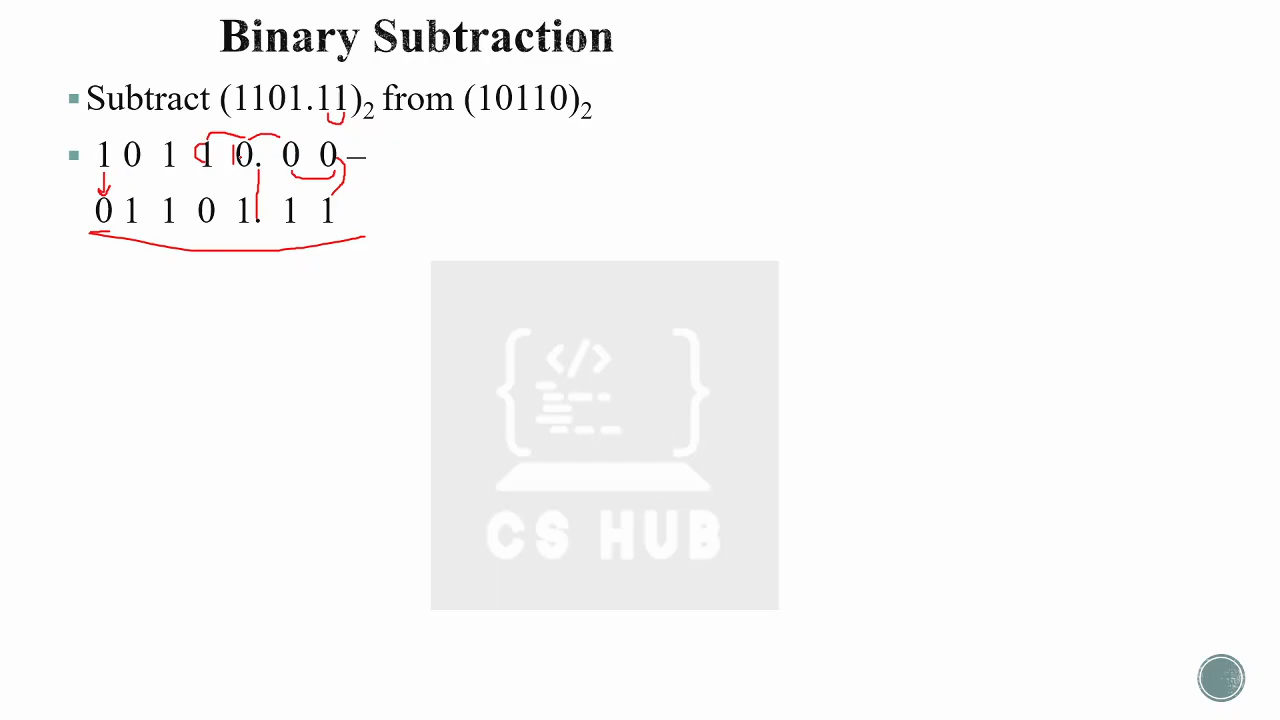 Binary Subtraction
Subtract (1101.11)₂ from (10110)₂
1 0 1 1 0. 0 0 –
0 1 1 0 1. 1 1
</>
CS HUB